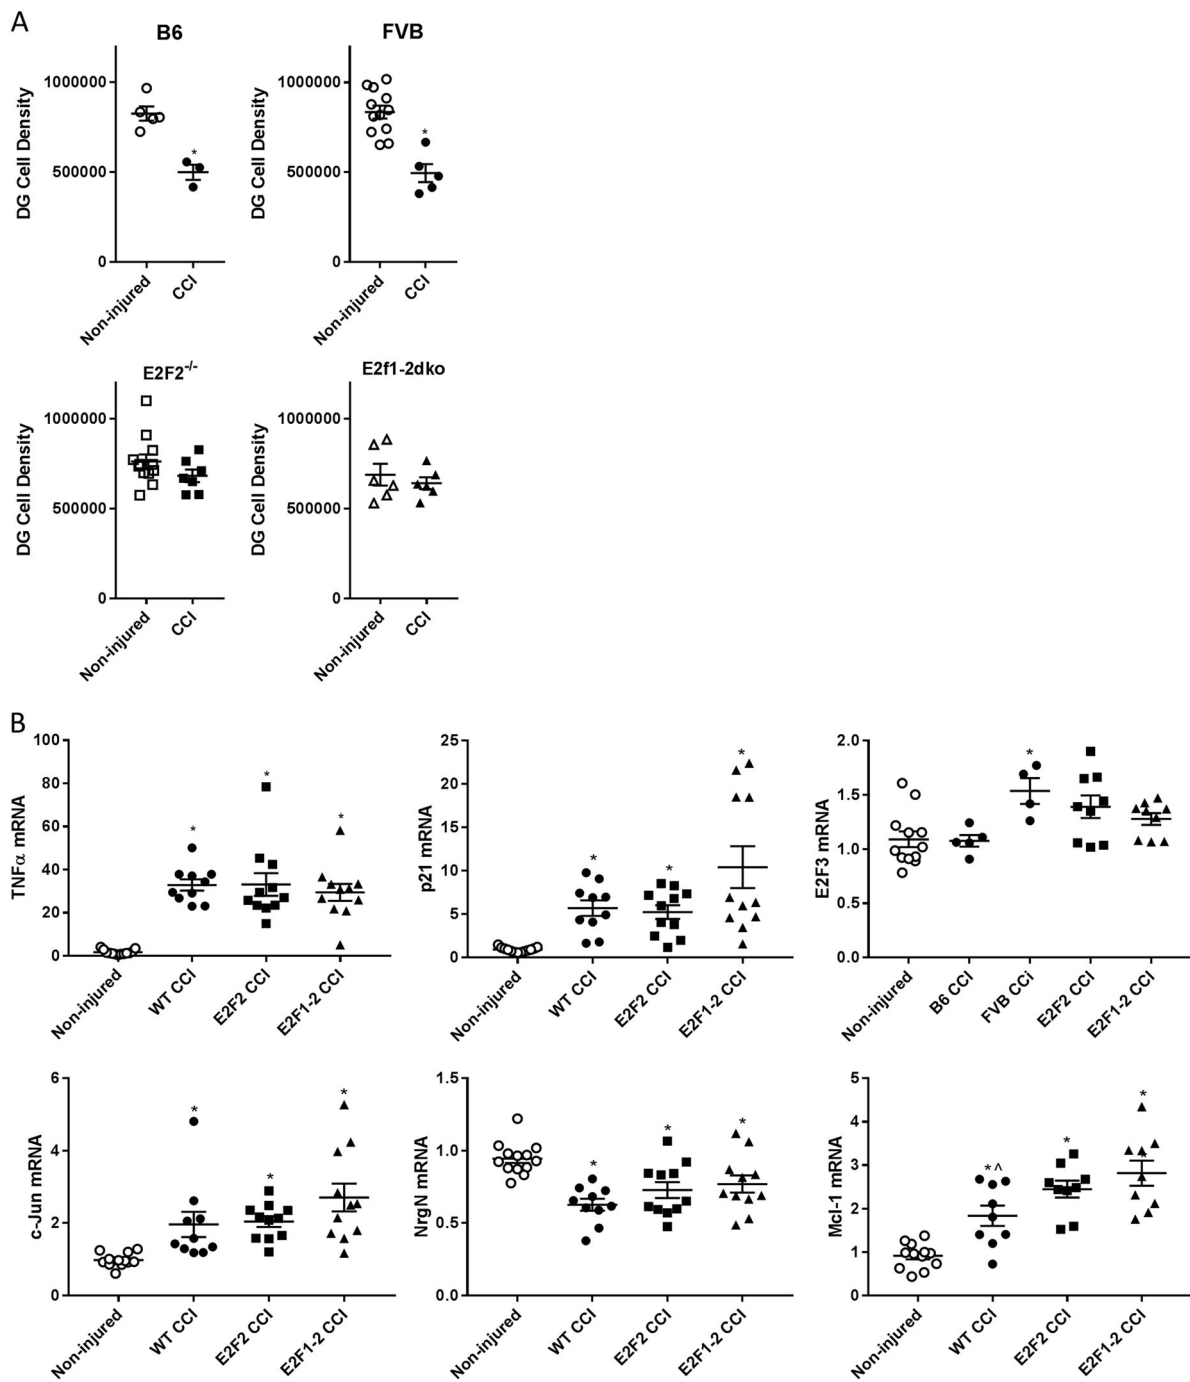 A
B6
FVB
DG Cell Density
1000000
500000
0
Non-injured
CCI
*
DG Cell Density
1000000
500000
0
Non-injured
CCI
*
E2F2-/-
E2f1-2dko
DG Cell Density
1000000
500000
0
Non-injured
CCI
DG Cell Density
1000000
500000
0
Non-injured
CCI
B
TNFα mRNA
100
80
60
40
20
0
*
*
*
Non-injured
WT CCI
E2F2 CCI
E2F1-2 CCI
p21 mRNA
25
20
15
10
5
0
*
*
*
Non-injured
WT CCI
E2F2 CCI
E2F1-2 CCI
E2F3 mRNA
2.0
1.5
1.0
0.5
0.0
*
Non-injured
B6 CCI
FVB CCi
E2F2 CCI
E2F1-2 CCI
c-Jun mRNA
6
4
2
0
*
*
*
Non-injured
WT CCI
E2F2 CCI
E2F1-2 CCI
NrgN mRNA
1.5
1.0
0.5
0.0
*
*
*
Non-injured
WT CCI
E2F2 CCI
E2F1-2 CCI
Mcl-1 mRNA
5
4
3
2
1
0
*^
*
*
Non-injured
WT CCI
E2F2 CCI
E2F1-2 CCI